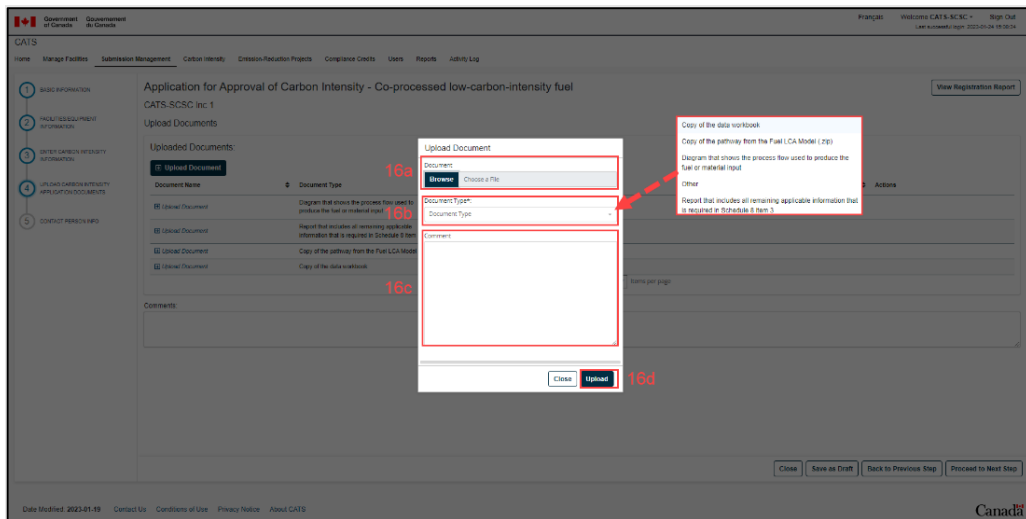 Government Gouvernement
of Canada du Canada
Français Welcome CATS-SCSC Sign Out
Last successful login: 2023-01-24
CATS
Home Manage Facilities Submission Management Carbon Intensity Emission-Reduction Projects Compliance Credits Users Reports Activity Log
1 BASIC INFORMATION
2 FACILITIES EQUIPMENT
INFORMATION
3 ENTER CARBON INTENSITY
INFORMATION
4 UPLOAD CARBON INTENSITY
APPLICATION DOCUMENTS
5 CONTACT PERSON INFO
Application for Approval of Carbon Intensity - Co-processed low-carbon-intensity fuel
View Registration Report
CATS-SCSC Inc 1
Upload Documents
Uploaded Documents:
Upload Document
Document Name Document Type Actions
Upload Document Diagram that shows the process flow used to
produce the fuel or material input
Upload Document Report that includes all remaining applicable
information that is required in Schedule 6 Item
Upload Document Copy of the pathway from the Fuel LCA Model
Upload Document Copy of the data workbook
items per page
Comments:
Upload Document
16a
Document
Browse Choose a File
16b
Document Type*:
Document Type
16c
Comment
Close Upload
16d
Copy of the data workbook
Copy of the pathway from the Fuel LCA Model (.zip)
Diagram that shows the process flow used to produce the
fuel or material input
Other
Report that includes all remaining applicable information that
is required in Schedule 6 Item 3
Close Save as Draft Back to Previous Step Proceed to Next Step
Date Modified: 2023-01-19 Contact Us Conditions of Use Privacy Notice About CATS
Canada